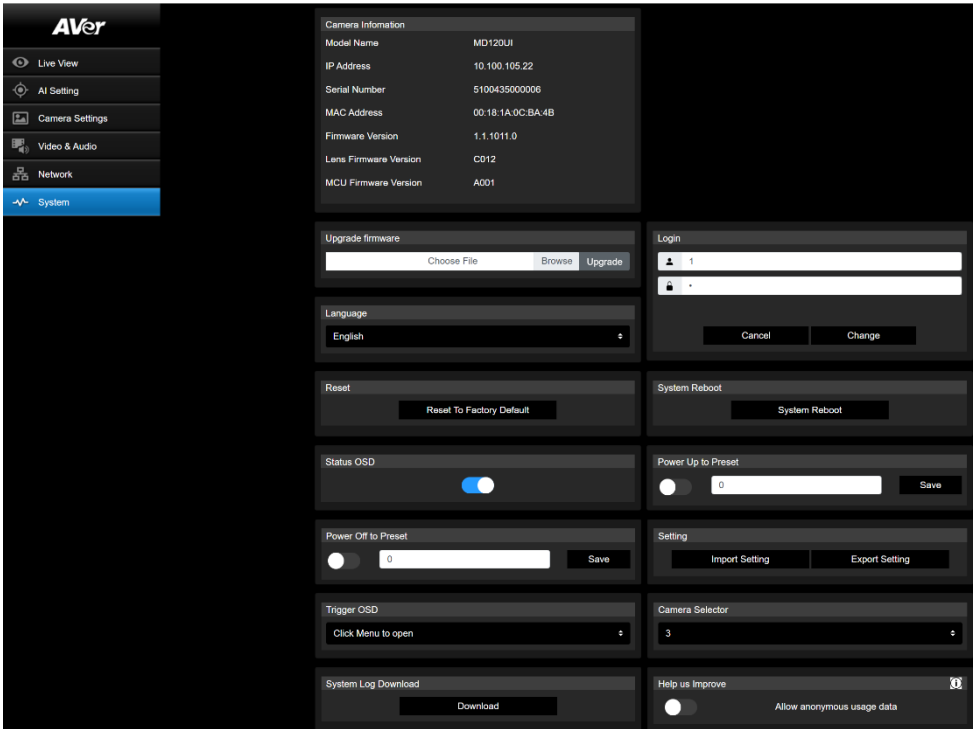 AVer
Live View
AI Setting
Camera Settings
Video & Audio
Network
System
Camera Infomation
Model Name MD120UI
IP Address 10.100.105.22
Serial Number 5100435000006
MAC Address 00:18:1A:0C:BA:4B
Firmware Version 1.1.1011.0
Lens Firmware Version C012
MCU Firmware Version A001
Upgrade firmware
Choose File Browse Upgrade
Login
1
Cancel Change
Language
English
Reset
Reset To Factory Default
System Reboot
System Reboot
Status OSD
Power Up to Preset
0 Save
Power Off to Preset
0 Save
Setting
Import Setting Export Setting
Trigger OSD
Click Menu to open
Camera Selector
3
System Log Download
Download
Help us Improve
Allow anonymous usage data